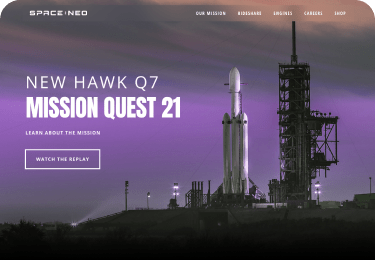 SPACE:NEO
OUR MISSION RIDESHARE ENGINES CAREERS SHOP
NEW HAWK Q7
MISSION QUEST 21
LEARN ABOUT THE MISSION
WATCH THE REPLAY